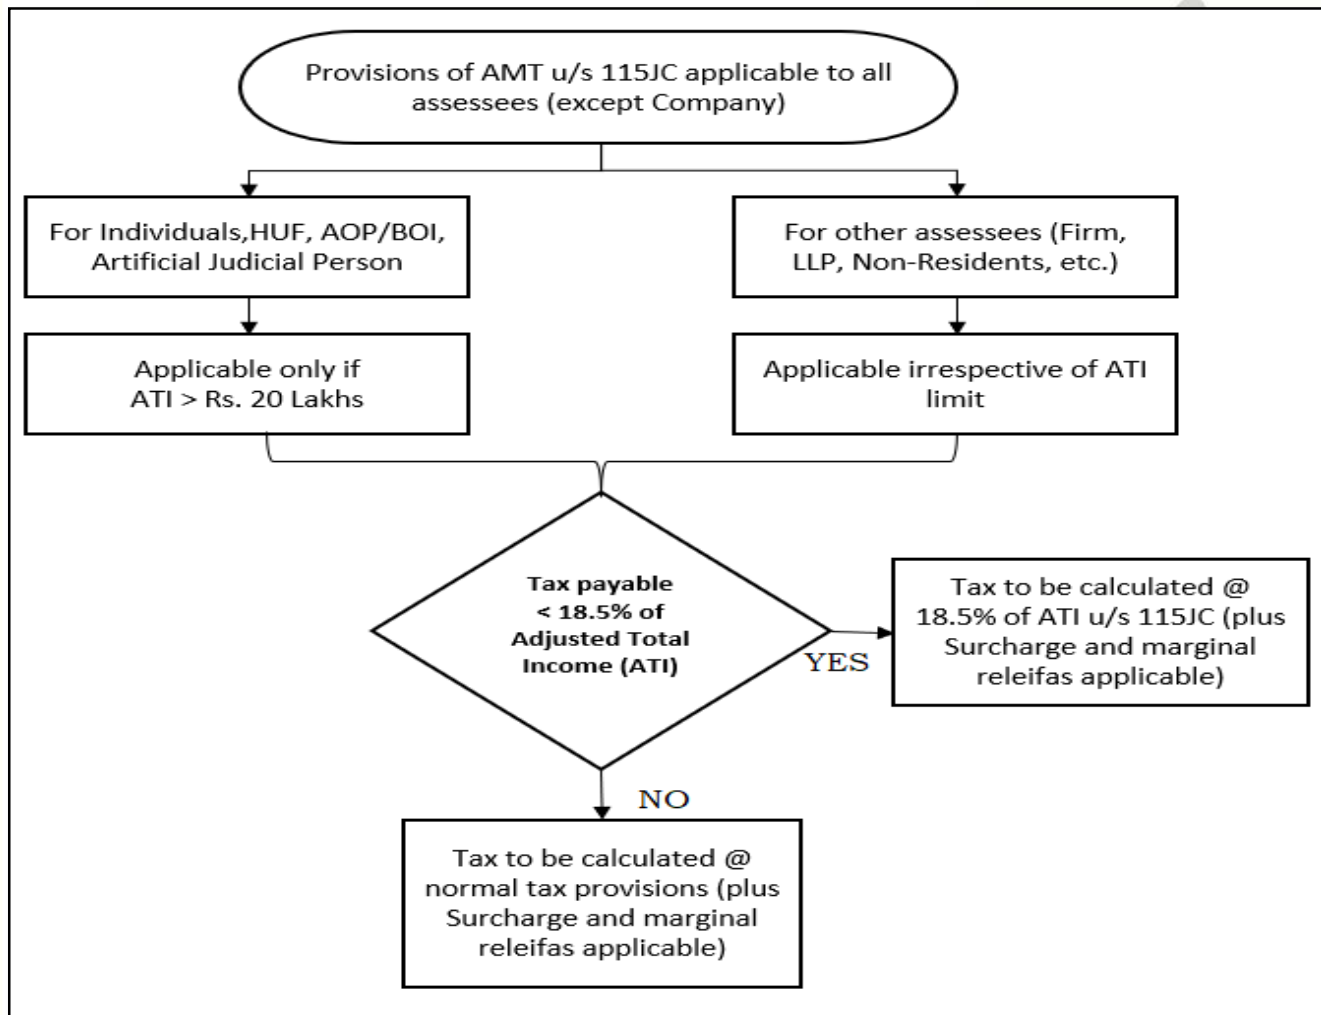 Provisions of AMT u/s 115JC applicable to all
assessees (except Company)
For Individuals,HUF, AOP/BOI,
Artificial Judicial Person
For other assessees (Firm,
LLP, Non-Residents, etc.)
Applicable only if
ATI > Rs. 20 Lakhs
Applicable irrespective of ATI
limit
Tax payable
< 18.5% of
Adjusted Total
Income (ATI)
YES
Tax to be calculated @
18.5% of ATI u/s 115JC (plus
Surcharge and marginal
releifas applicable)
NO
Tax to be calculated @
normal tax provisions (plus
Surcharge and marginal
releifas applicable)